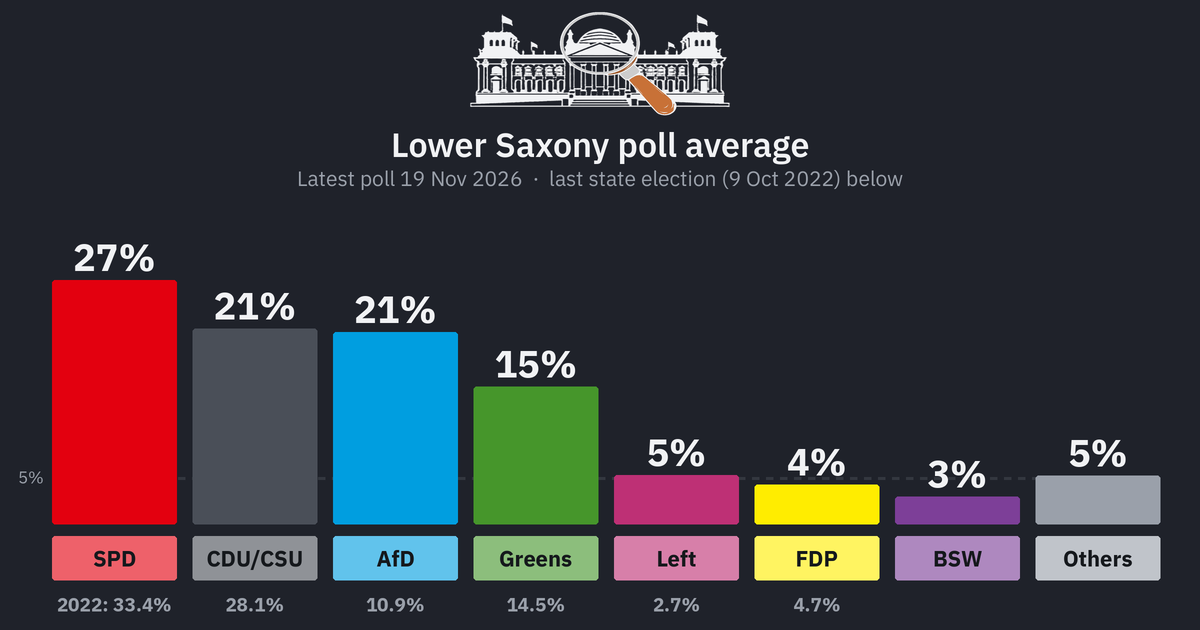 Lower Saxony poll average
Latest poll 19 Nov 2026 · last state election (9 Oct 2022) below
27%
21%
21%
15%
5%
4%
3%
5%
5%
SPD
CDU/CSU
AfD
Greens
Left
FDP
BSW
Others
2022: 33.4%
28.1%
10.9%
14.5%
2.7%
4.7%